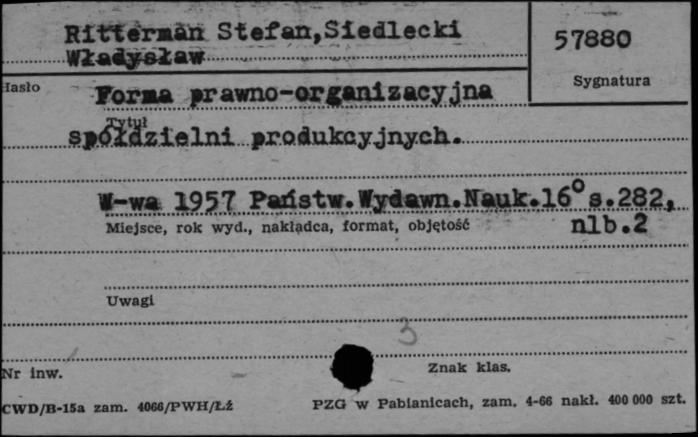 Ritterman Stefan,Siedlecki
Władysław
57880
Sygnatura
Hasło
Forma prawno-organizacyjna
Tytuł
spółdzielni produkcyjnych.
W-wa 1957 Państw.Wydawn.Nauk.16° s.282,
Miejsce, rok wyd., nakładca, format, objętość
nlb.2
Uwagi
3
Nr inw.
Znak klas.
CWD/B-15a zam. 4066/PWH/Łź
PZG w Pabianicach, zam. 4-66 nakł. 400 000 szt.